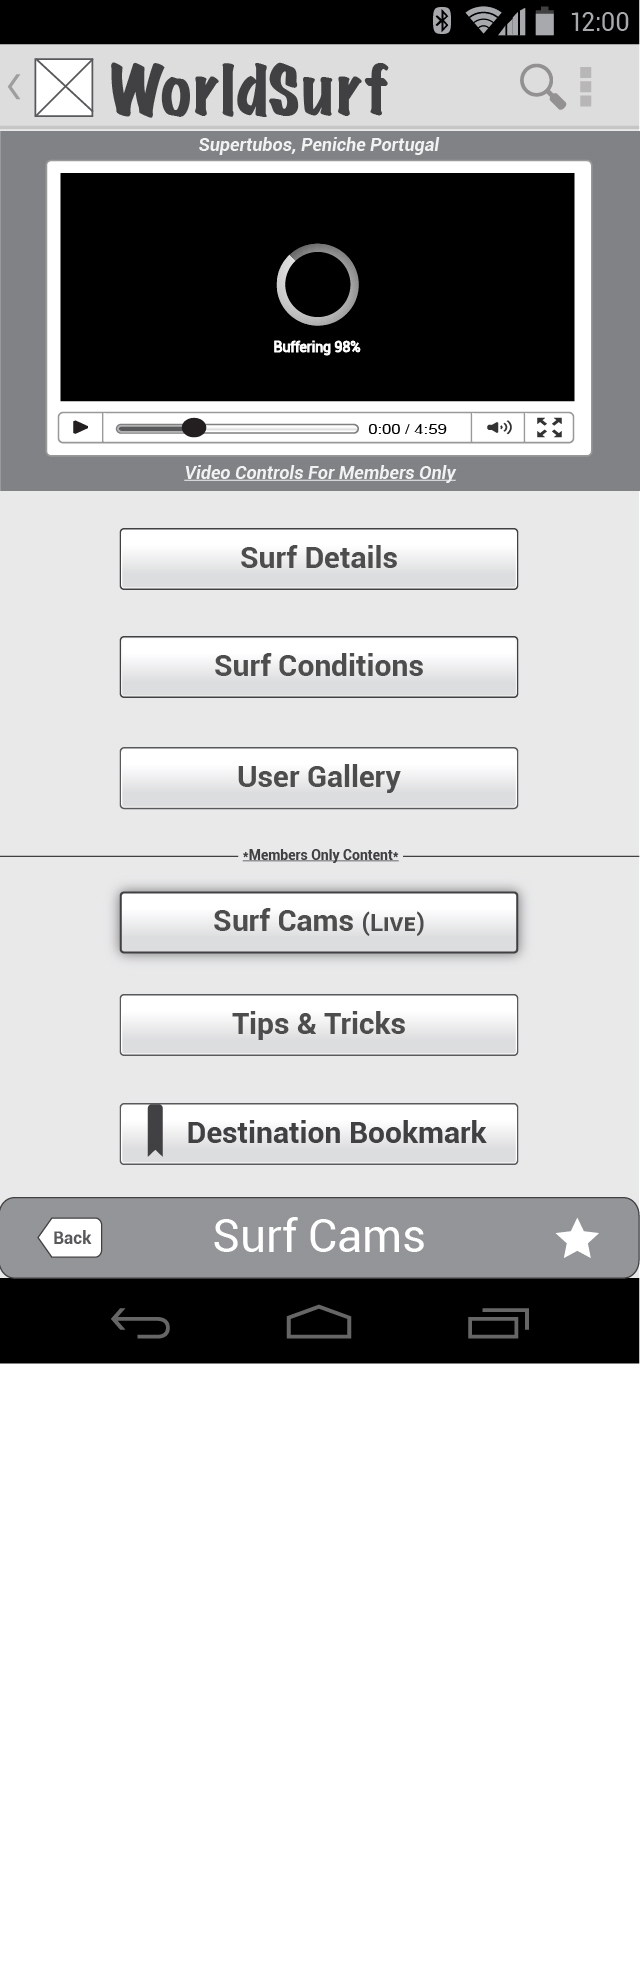 12:00
WorldSurf
Supertubos, Peniche Portugal
Buffering 98%
0:00 / 4:59
Video Controls For Members Only
Surf Details
Surf Conditions
User Gallery
*Members Only Content*
Surf Cams (Live)
Tips & Tricks
Destination Bookmark
Back
Surf Cams